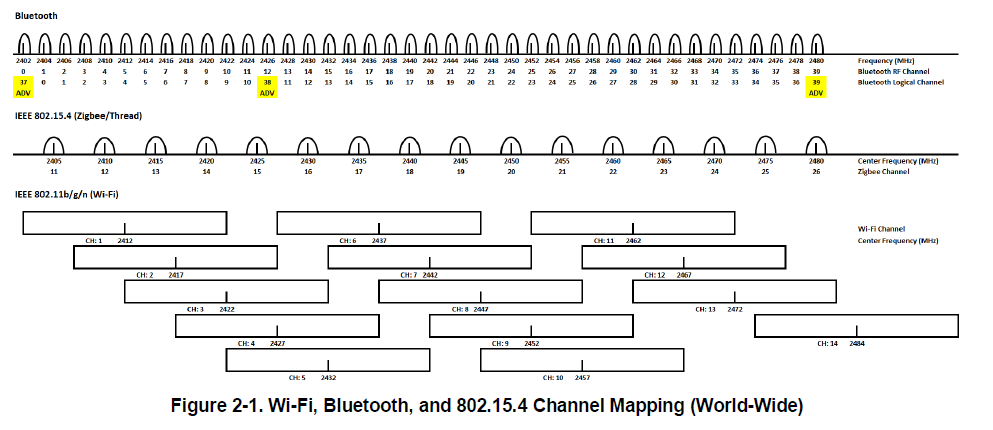 Bluetooth
2402 2404 2406 2408 2410 2412 2414 2416 2418 2420 2422 2424 2426 2428 2430 2432 2434 2436 2438 2440 2442 2444 2446 2448 2450 2452 2454 2456 2458 2460 2462 2464 2466 2468 2470 2472 2474 2476 2478 2480 Frequency (MHz)
0 1 2 3 4 5 6 7 8 9 10 11 12 13 14 15 16 17 18 19 20 21 22 23 24 25 26 27 28 29 30 31 32 33 34 35 36 37 38 39 Bluetooth RF Channel
37 0 1 2 3 4 5 6 7 8 9 10 38 11 12 13 14 15 16 17 18 19 20 21 22 23 24 25 26 27 28 29 30 31 32 33 34 35 36 39 Bluetooth Logical Channel
ADV ADV ADV
IEEE 802.15.4 (Zigbee/Thread)
2405 2410 2415 2420 2425 2430 2435 2440 2445 2450 2455 2460 2465 2470 2475 2480 Center Frequency (MHz)
11 12 13 14 15 16 17 18 19 20 21 22 23 24 25 26 Zigbee Channel
IEEE 802.11b/g/n (Wi-Fi)
Wi-Fi Channel
CH: 1 2412 CH: 6 2437 CH: 11 2462 Center Frequency (MHz)
CH: 2 2417 CH: 7 2442 CH: 12 2467
CH: 3 2422 CH: 8 2447 CH: 13 2472
CH: 4 2427 CH: 9 2452 CH: 14 2484
CH: 5 2432 CH: 10 2457
Figure 2-1. Wi-Fi, Bluetooth, and 802.15.4 Channel Mapping (World-Wide)